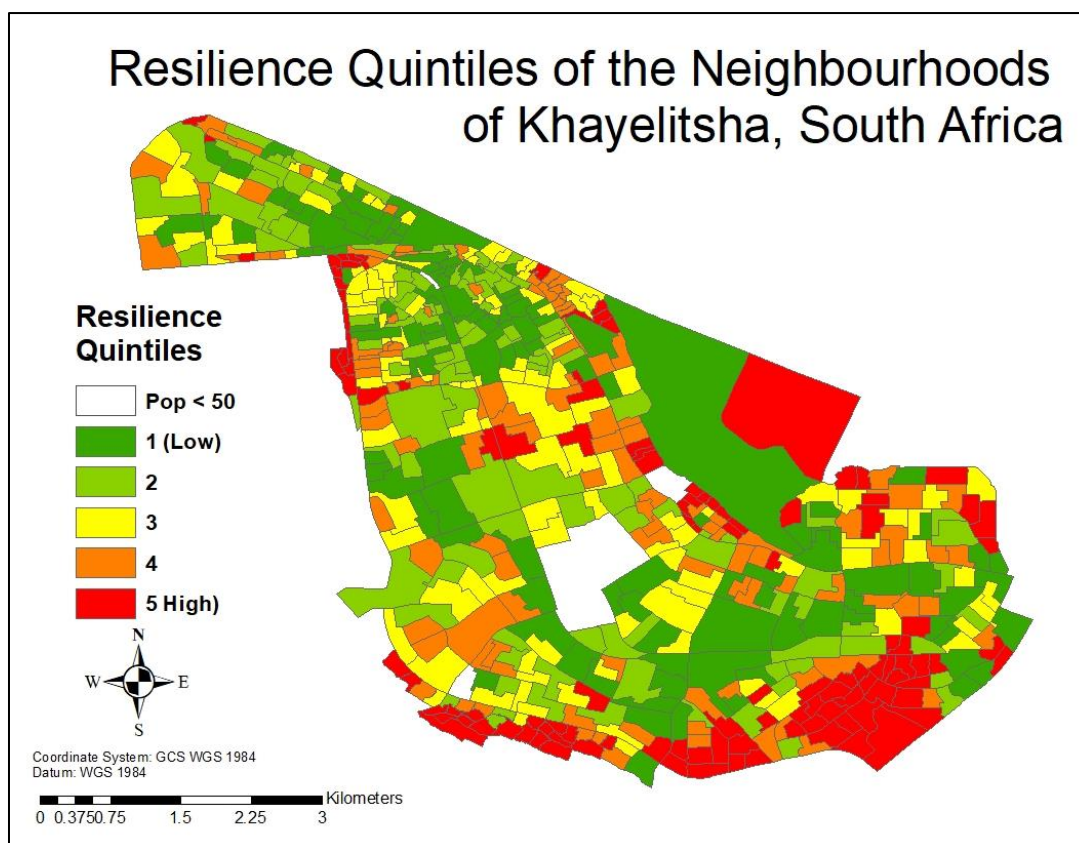 Resilience Quintiles of the Neighbourhoods
of Khayelitsha, South Africa
Resilience
Quintiles
Pop < 50
1 (Low)
2
3
4
5 High)
N
W E
S
Coordinate System: GCS WGS 1984
Datum: WGS 1984
Kilometers
0 0.3750.75 1.5 2.25 3